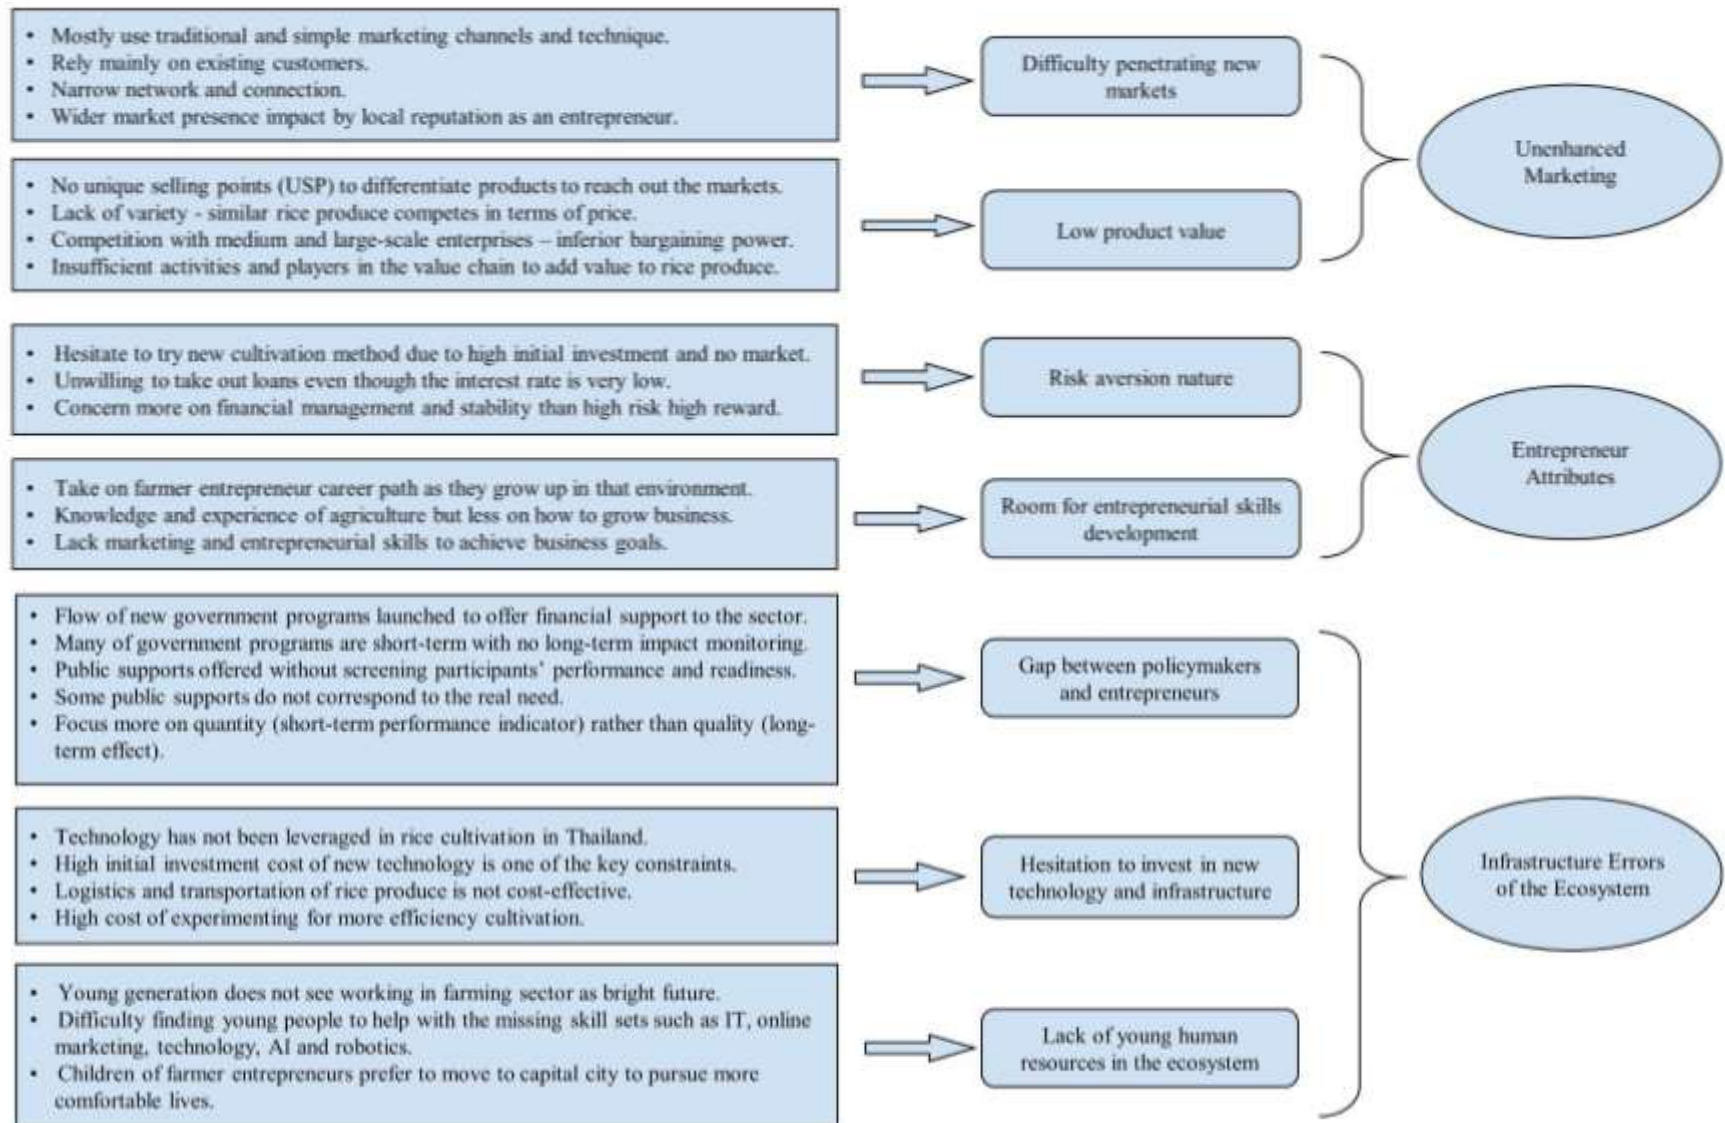 • Mostly use traditional and simple marketing channels and technique.
• Rely mainly on existing customers.
• Narrow network and connection.
• Wider market presence impact by local reputation as an entrepreneur.
Difficulty penetrating new
markets
• No unique selling points (USP) to differentiate products to reach out the markets.
• Lack of variety - similar rice produce competes in terms of price.
• Competition with medium and large-scale enterprises – inferior bargaining power.
• Insufficient activities and players in the value chain to add value to rice produce.
Low product value
Unenhanced
Marketing
• Hesitate to try new cultivation method due to high initial investment and no market.
• Unwilling to take out loans even though the interest rate is very low.
• Concern more on financial management and stability than high risk high reward.
Risk aversion nature
• Take on farmer entrepreneur career path as they grow up in that environment.
• Knowledge and experience of agriculture but less on how to grow business.
• Lack marketing and entrepreneurial skills to achieve business goals.
Room for entrepreneurial skills
development
Entrepreneur
Attributes
• Flow of new government programs launched to offer financial support to the sector.
• Many of government programs are short-term with no long-term impact monitoring.
• Public supports offered without screening participants’ performance and readiness.
• Some public supports do not correspond to the real need.
• Focus more on quantity (short-term performance indicator) rather than quality (long-
term effect).
Gap between policymakers
and entrepreneurs
• Technology has not been leveraged in rice cultivation in Thailand.
• High initial investment cost of new technology is one of the key constraints.
• Logistics and transportation of rice produce is not cost-effective.
• High cost of experimenting for more efficiency cultivation.
Hesitation to invest in new
technology and infrastructure
• Young generation does not see working in farming sector as bright future.
• Difficulty finding young people to help with the missing skill sets such as IT, online
marketing, technology, AI and robotics.
• Children of farmer entrepreneurs prefer to move to capital city to pursue more
comfortable lives.
Lack of young human
resources in the ecosystem
Infrastructure Errors
of the Ecosystem